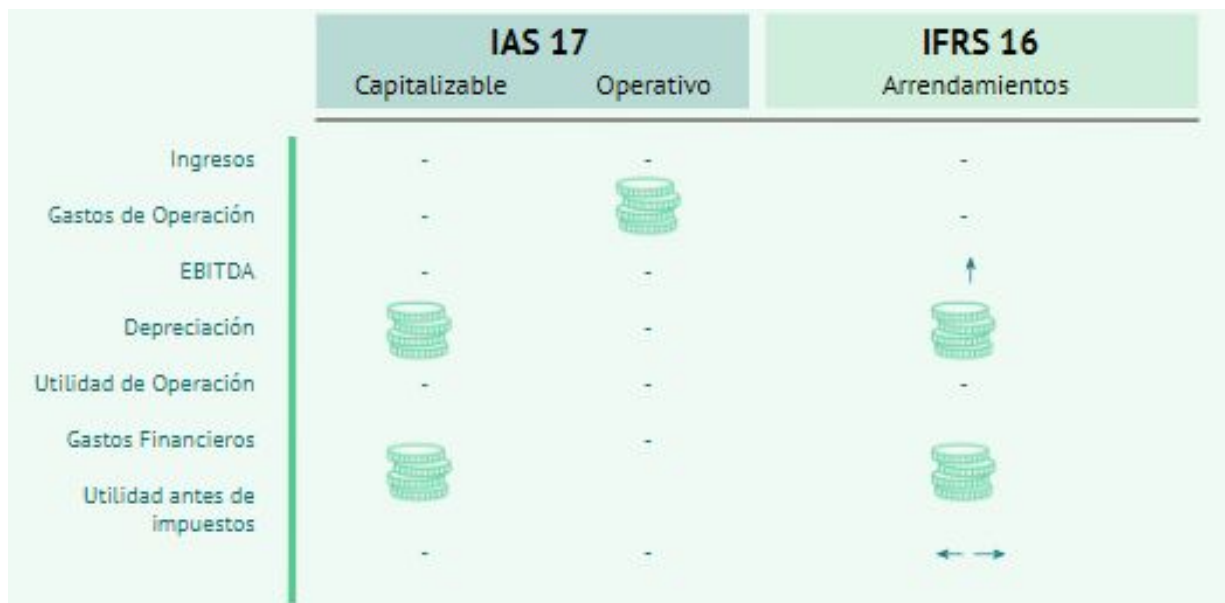 IAS 17 IFRS 16
Capitalizable Operativo Arrendamientos
Ingresos - - -
Gastos de Operación - -
EBITDA - - ↑
Depreciación -
Utilidad de Operación - - -
Gastos Financieros -
Utilidad antes de
impuestos
- - ← →